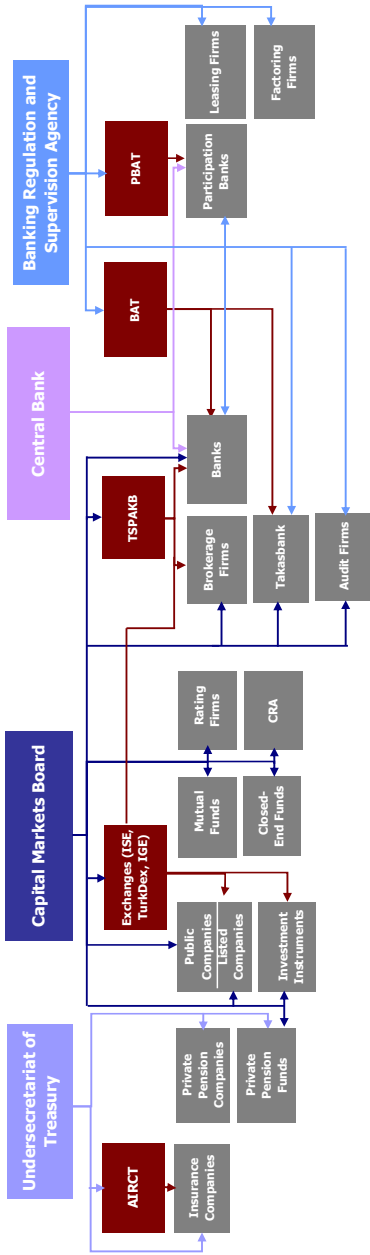 Undersecretariat of
Treasury
Capital Markets Board
Central Bank
Banking Regulation and
Supervision Agency
AIRCT
Exchanges (ISE,
TurkDex, IGE)
TSPAKB
BAT
PBAT
Insurance
Companies
Private
Pension
Companies
Private
Pension
Funds
Public
Companies
Listed
Companies
Investment
Instruments
Mutual
Funds
Closed-
End Funds
Rating
Firms
CRA
Brokerage
Firms
Takasbank
Audit Firms
Banks
Participation
Banks
Leasing Firms
Factoring
Firms